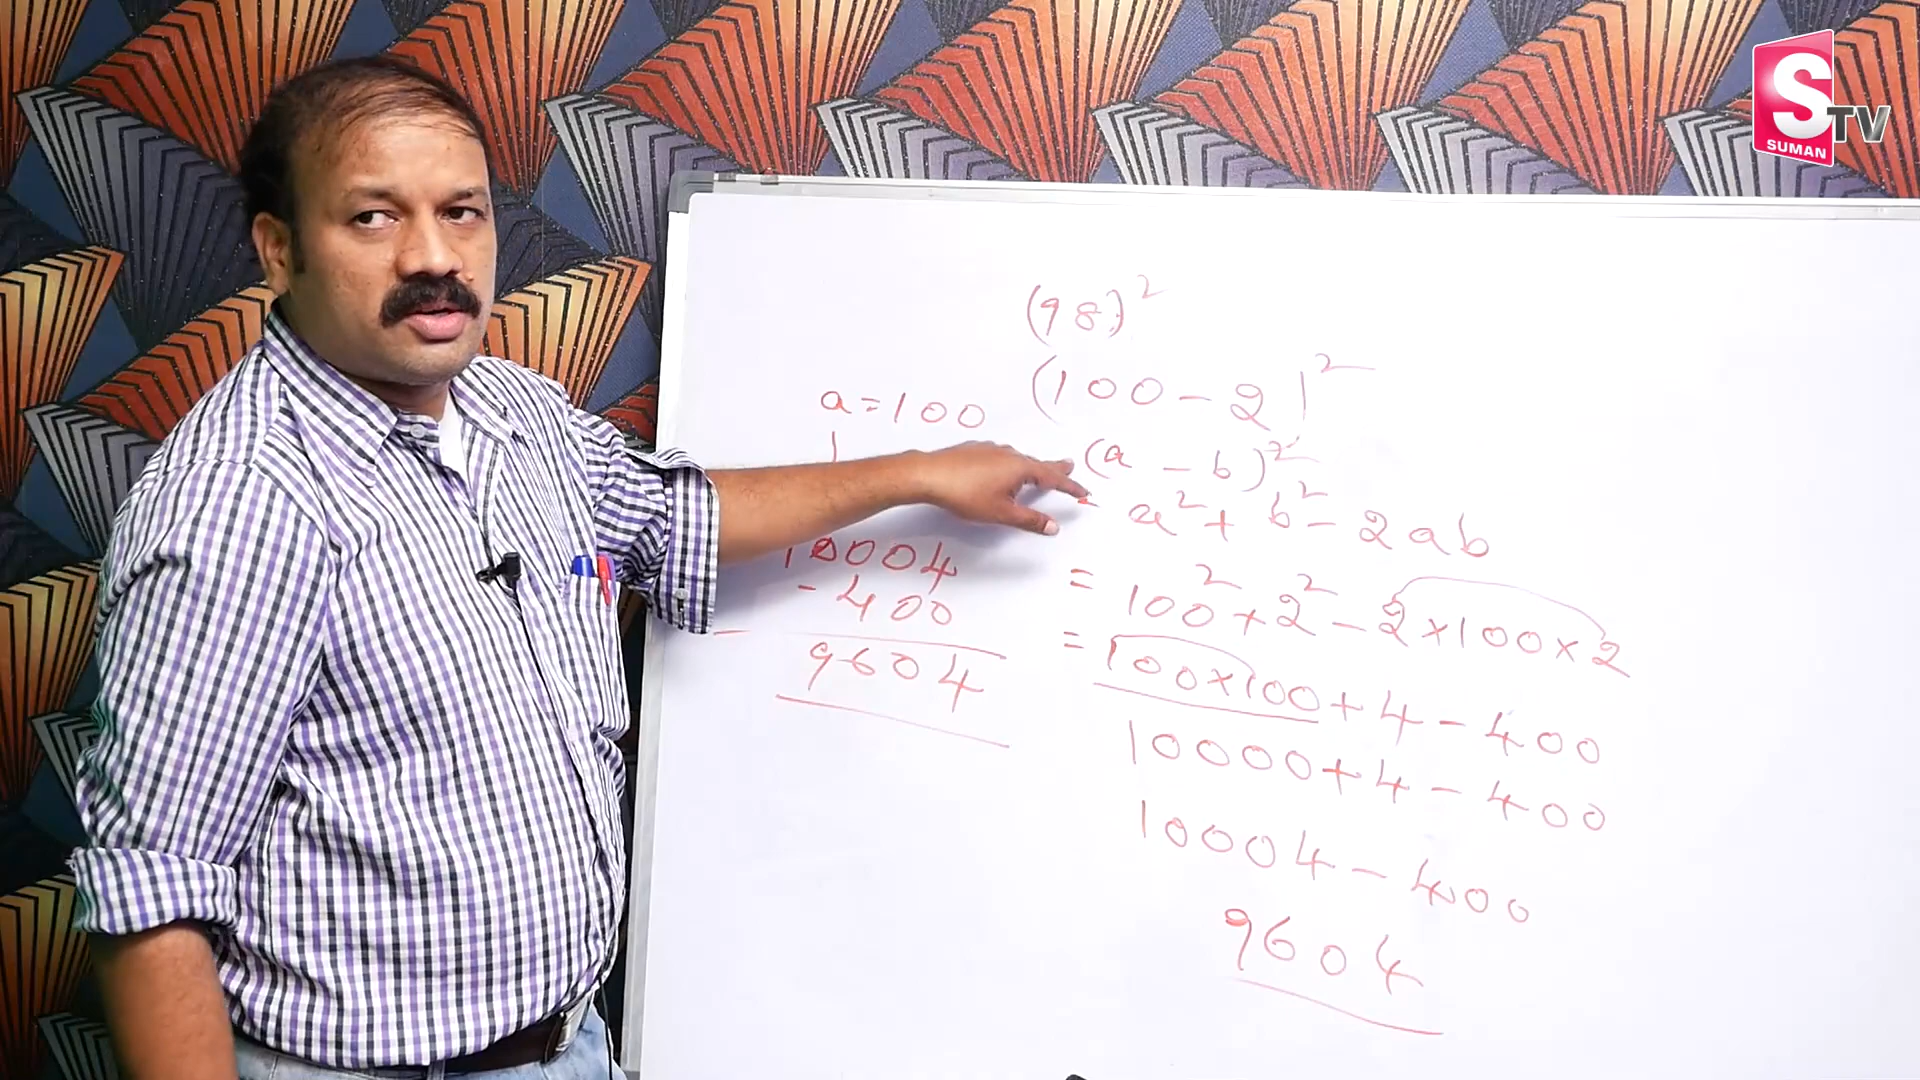 S TV
SUMAN
(98)²
(100-2)²
a=100
(a-b)²
= a²+b²-2ab
= 100²+2²-2×100×2
= 100×100+4-400
10000+4-400
10004-400
9604
10004
-400
9604